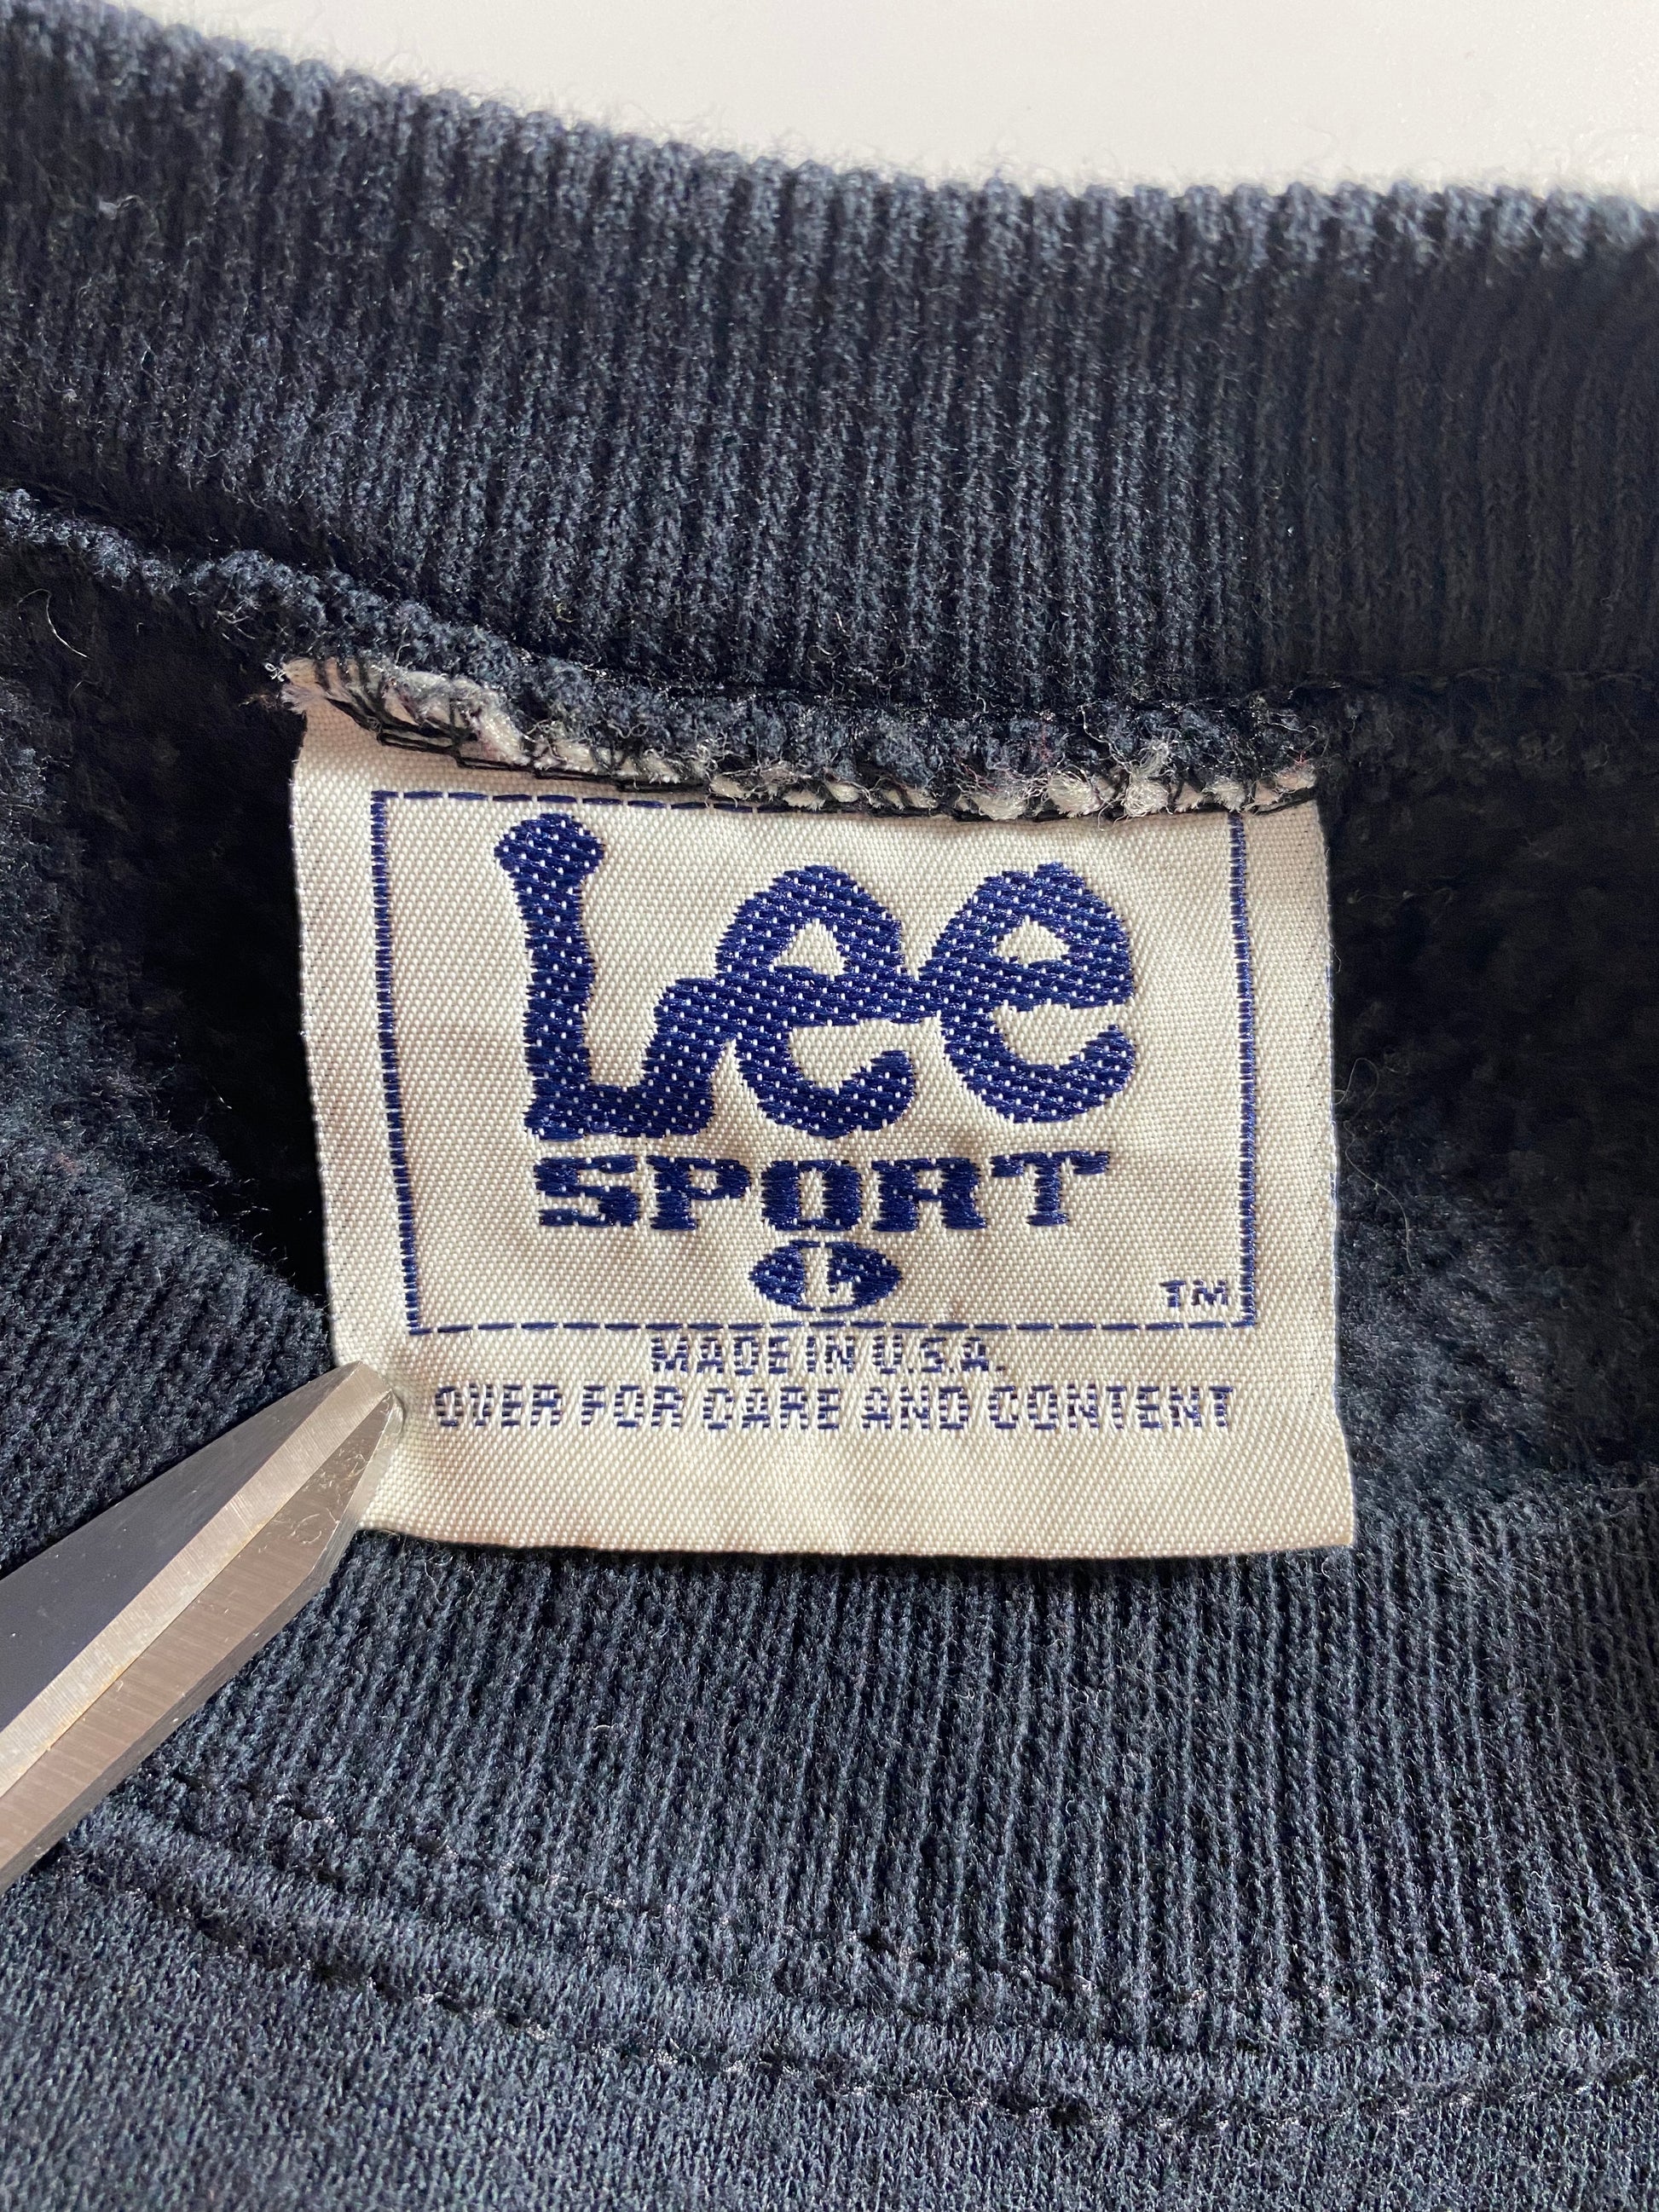 Lee
SPORT
L
TM
MADE IN U.S.A.
OVER FOR CARE AND CONTENT